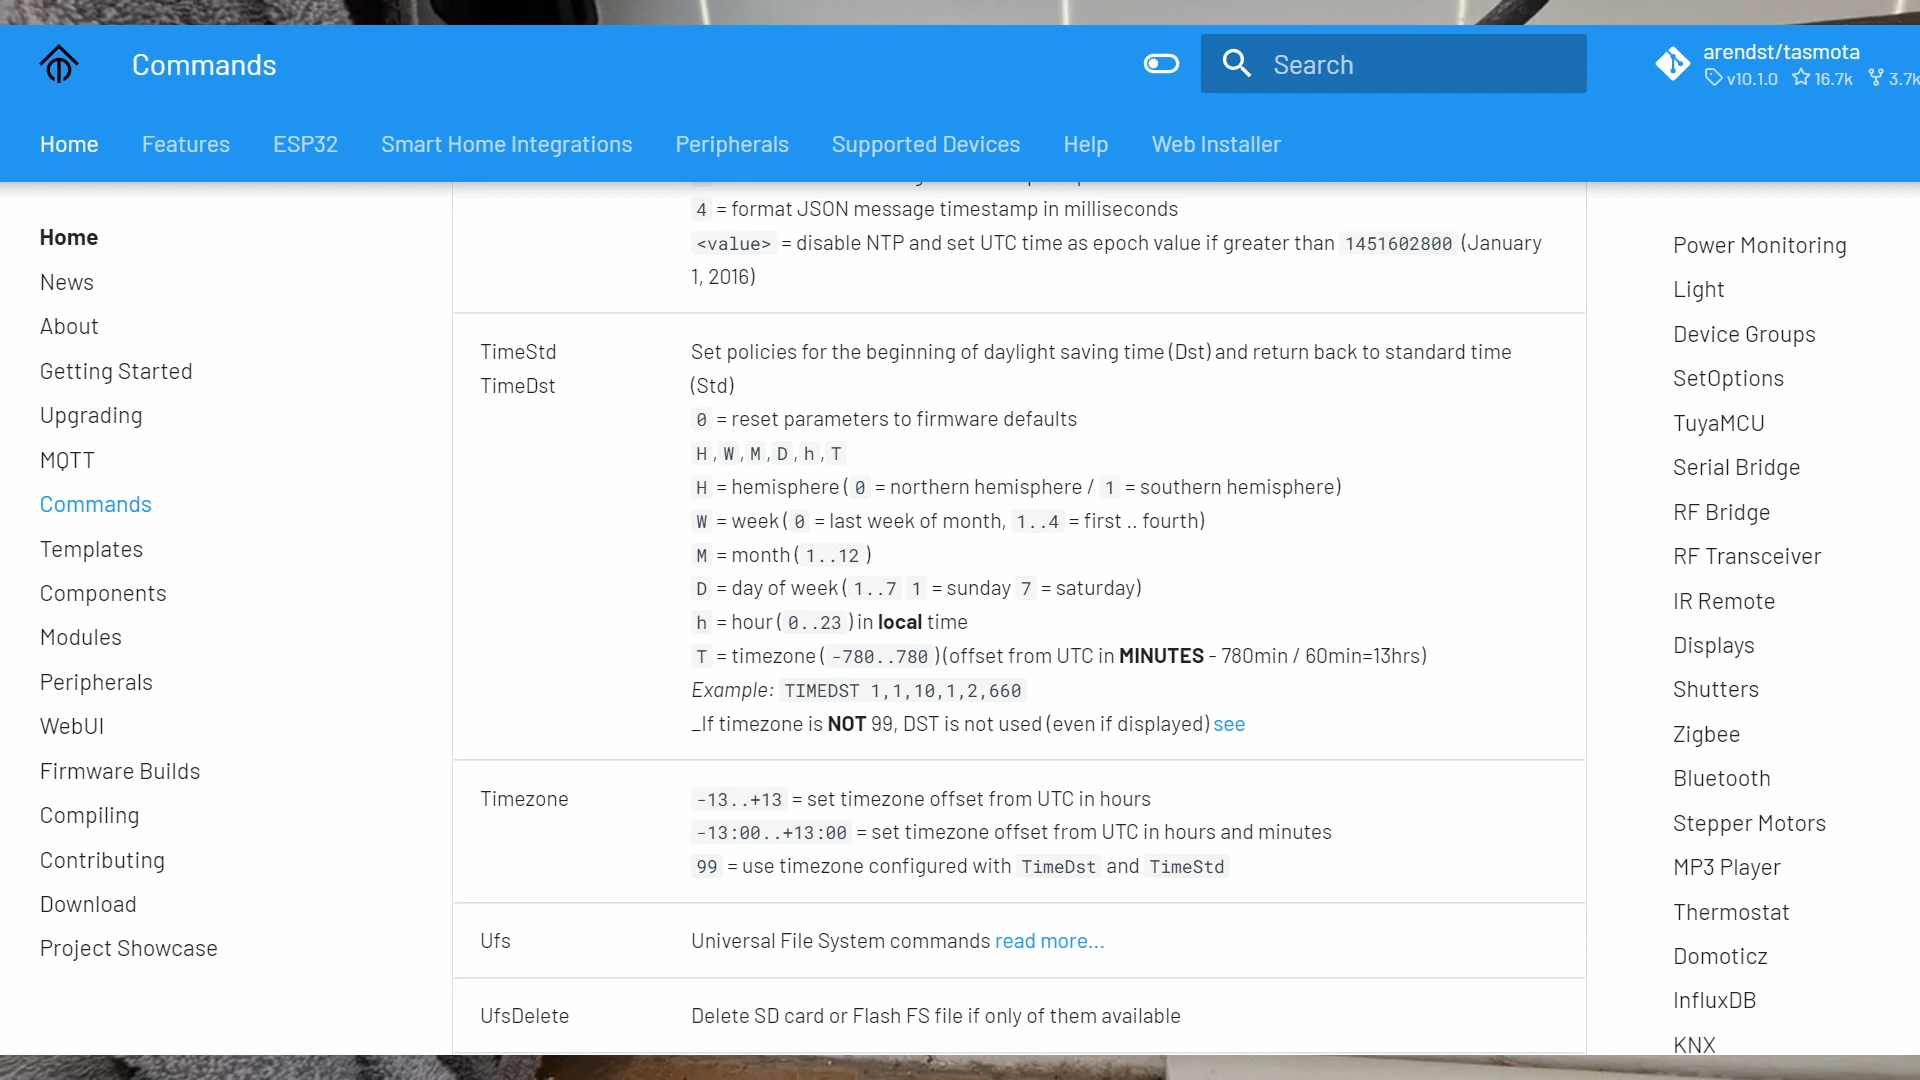 Commands
Search
arendst/tasmota
v10.1.0 16.7k 3.7k
Home Features ESP32 Smart Home Integrations Peripherals Supported Devices Help Web Installer
Home
News
About
Getting Started
Upgrading
MQTT
Commands
Templates
Components
Modules
Peripherals
WebUI
Firmware Builds
Compiling
Contributing
Download
Project Showcase
4 = format JSON message timestamp in milliseconds
<value> = disable NTP and set UTC time as epoch value if greater than 1451602800 (January
1, 2016)
TimeStd
TimeDst
Set policies for the beginning of daylight saving time (Dst) and return back to standard time
(Std)
0 = reset parameters to firmware defaults
H,W,M,D,h,T
H = hemisphere ( 0 = northern hemisphere / 1 = southern hemisphere)
W = week ( 0 = last week of month, 1..4 = first .. fourth)
M = month ( 1..12 )
D = day of week ( 1..7 1 = sunday 7 = saturday)
h = hour ( 0..23 ) in local time
T = timezone ( -780..780 ) (offset from UTC in MINUTES - 780min / 60min=13hrs)
Example: TIMEDST 1,1,10,1,2,660
_If timezone is NOT 99, DST is not used (even if displayed) see
Timezone
-13..+13 = set timezone offset from UTC in hours
-13:00..+13:00 = set timezone offset from UTC in hours and minutes
99 = use timezone configured with TimeDst and TimeStd
Ufs
Universal File System commands read more...
UfsDelete
Delete SD card or Flash FS file if only of them available
Power Monitoring
Light
Device Groups
SetOptions
TuyaMCU
Serial Bridge
RF Bridge
RF Transceiver
IR Remote
Displays
Shutters
Zigbee
Bluetooth
Stepper Motors
MP3 Player
Thermostat
Domoticz
InfluxDB
KNX